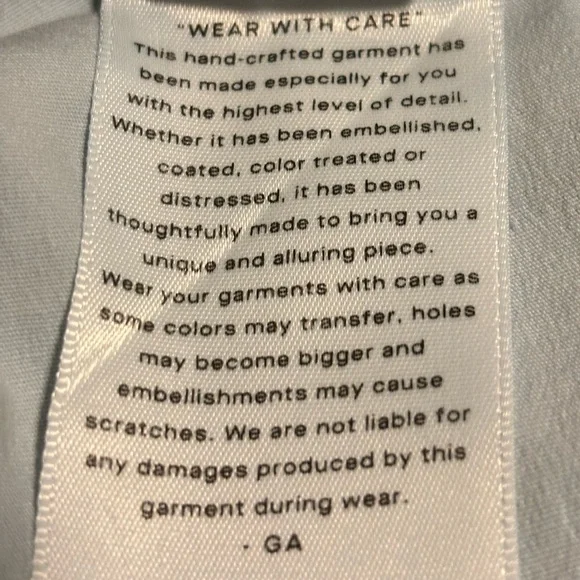 "WEAR WITH CARE"
This hand-crafted garment has
been made especially for you
with the highest level of detail.
Whether it has been embellished,
coated, color treated or
distressed, it has been
thoughtfully made to bring you a
unique and alluring piece.
Wear your garments with care as
some colors may transfer, holes
may become bigger and
embellishments may cause
scratches. We are not liable for
any damages produced by this
garment during wear.
- GA